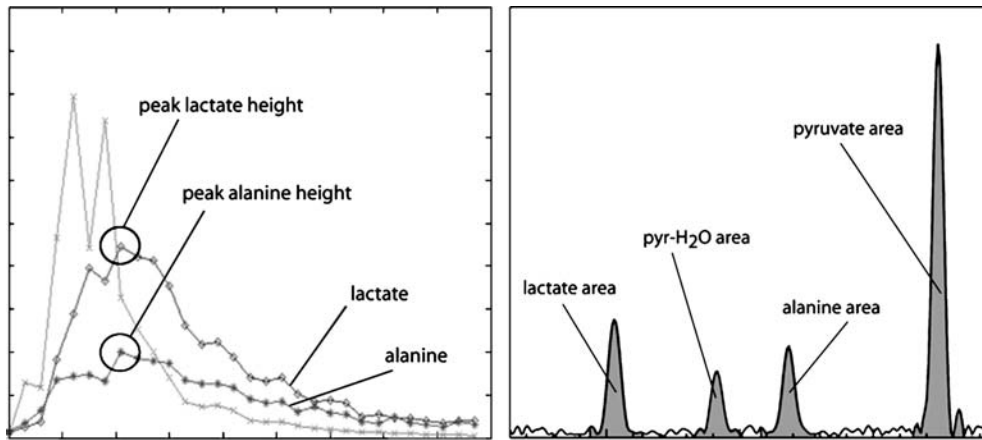 peak lactate height
peak alanine height
lactate
alanine
pyruvate area
pyr-H2O area
lactate area
alanine area